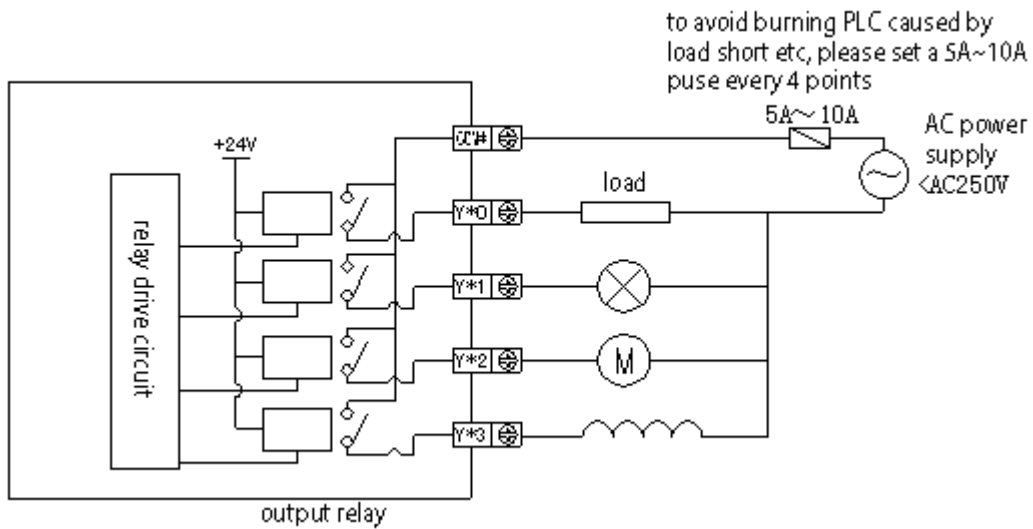 to avoid burning PLC caused by
load short etc, please set a 5A~10A
puse every 4 points
5A~10A
AC power
supply
<AC250V
+24V
load
Y*0
Y*1
Y*2
M
Y*3
relay drive circuit
output relay